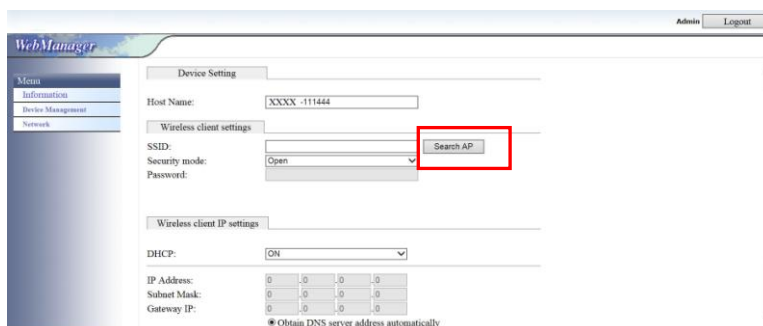 Admin Logout
WebManager
Menu
Information
Device Management
Network
Device Setting
Host Name: XXXX -111444
Wireless client settings
SSID: Search AP
Security mode: Open
Password:
Wireless client IP settings
DHCP: ON
IP Address: 0 .0 .0 .0
Subnet Mask: 0 .0 .0 .0
Gateway IP: 0 .0 .0 .0
Obtain DNS server address automatically